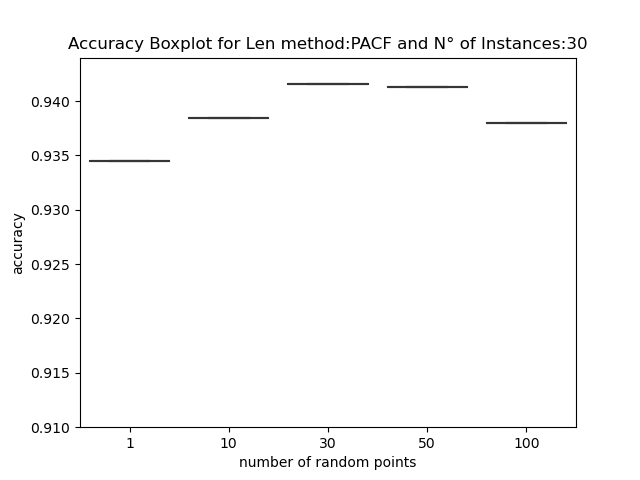 Accuracy Boxplot for Len method:PACF and N° of Instances:30
0.940
0.935
0.930
0.925
0.920
0.915
0.910
accuracy
1 10 30 50 100
number of random points